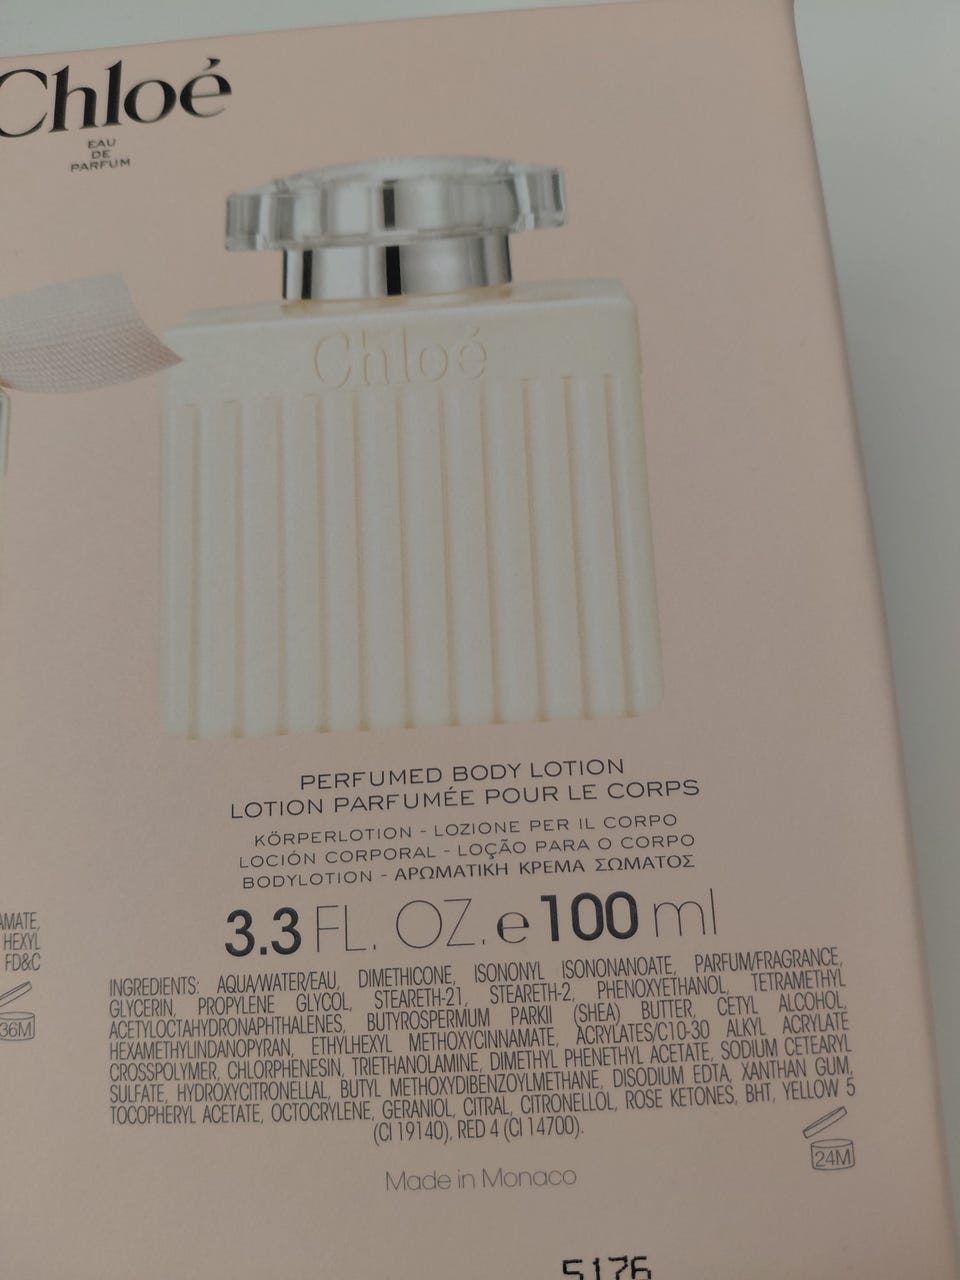 Chloé
EAU
DE
PARFUM
Chloé
PERFUMED BODY LOTION
LOTION PARFUMÉE POUR LE CORPS
KÖRPERLOTION - LOZIONE PER IL CORPO
LOCIÓN CORPORAL - LOÇÃO PARA O CORPO
BODYLOTION - ΑΡΩΜΑΤΙΚΗ ΚΡΕΜΑ ΣΩΜΑΤΟΣ
3.3 FL. OZ. e 100 ml
AMATE,
HEXYL
FD&C
36M
INGREDIENTS: AQUA/WATER/EAU, DIMETHICONE, ISONONYL ISONONANOATE, PARFUM/FRAGRANCE,
GLYCERIN, PROPYLENE GLYCOL, STEARETH-21, STEARETH-2, PHENOXYETHANOL, TETRAMETHYL
ACETYLOCTAHYDRONAPHTHALENES, BUTYROSPERMUM PARKII (SHEA) BUTTER, CETYL ALCOHOL,
HEXAMETHYLINDANOPYRAN, ETHYLHEXYL METHOXYCINNAMATE, ACRYLATES/C10-30 ALKYL ACRYLATE
CROSSPOLYMER, CHLORPHENESIN, TRIETHANOLAMINE, DIMETHYL PHENETHYL ACETATE, SODIUM CETEARYL
SULFATE, HYDROXYCITRONELLAL, BUTYL METHOXYDIBENZOYLMETHANE, DISODIUM EDTA, XANTHAN GUM,
TOCOPHERYL ACETATE, OCTOCRYLENE, GERANIOL, CITRAL, CITRONELLOL, ROSE KETONES, BHT, YELLOW 5
(CI 19140), RED 4 (CI 14700).
24M
Made in Monaco
5176